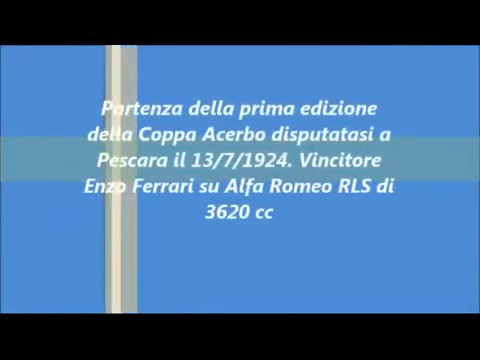 Partenza della prima edizione
della Coppa Acerbo disputatasi a
Pescara il 13/7/1924. Vincitore
Enzo Ferrari su Alfa Romeo RLS di
3620 cc